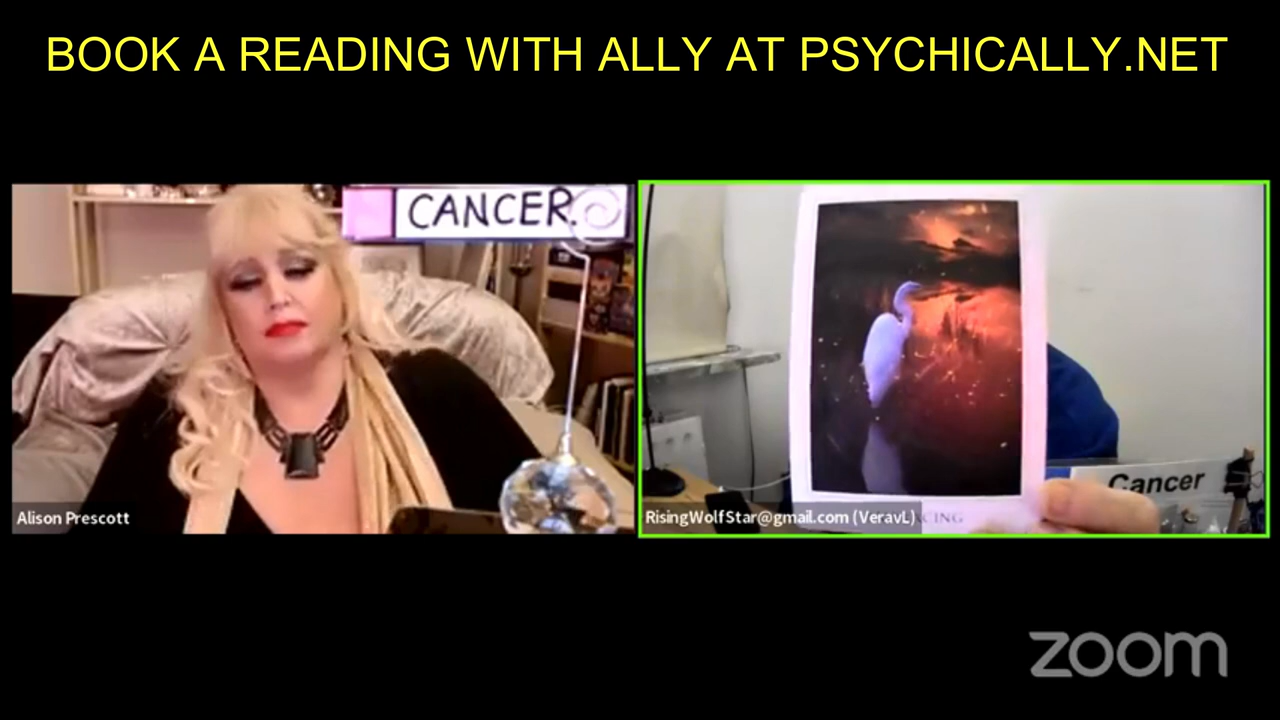 BOOK A READING WITH ALLY AT PSYCHICALLY.NET
CANCER.
Cancer
Alison Prescott
RisingWolfStar@gmail.com (VeravL)
zoom